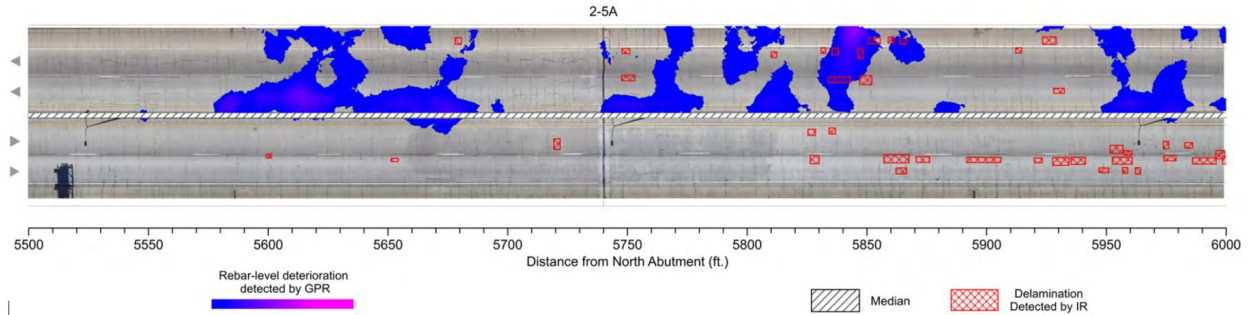 2-5A
5500 5550 5600 5650 5700 5750 5800 5850 5900 5950 6000
Distance from North Abutment (ft.)
Rebar-level deterioration
detected by GPR
Median
Delamination
Detected by IR